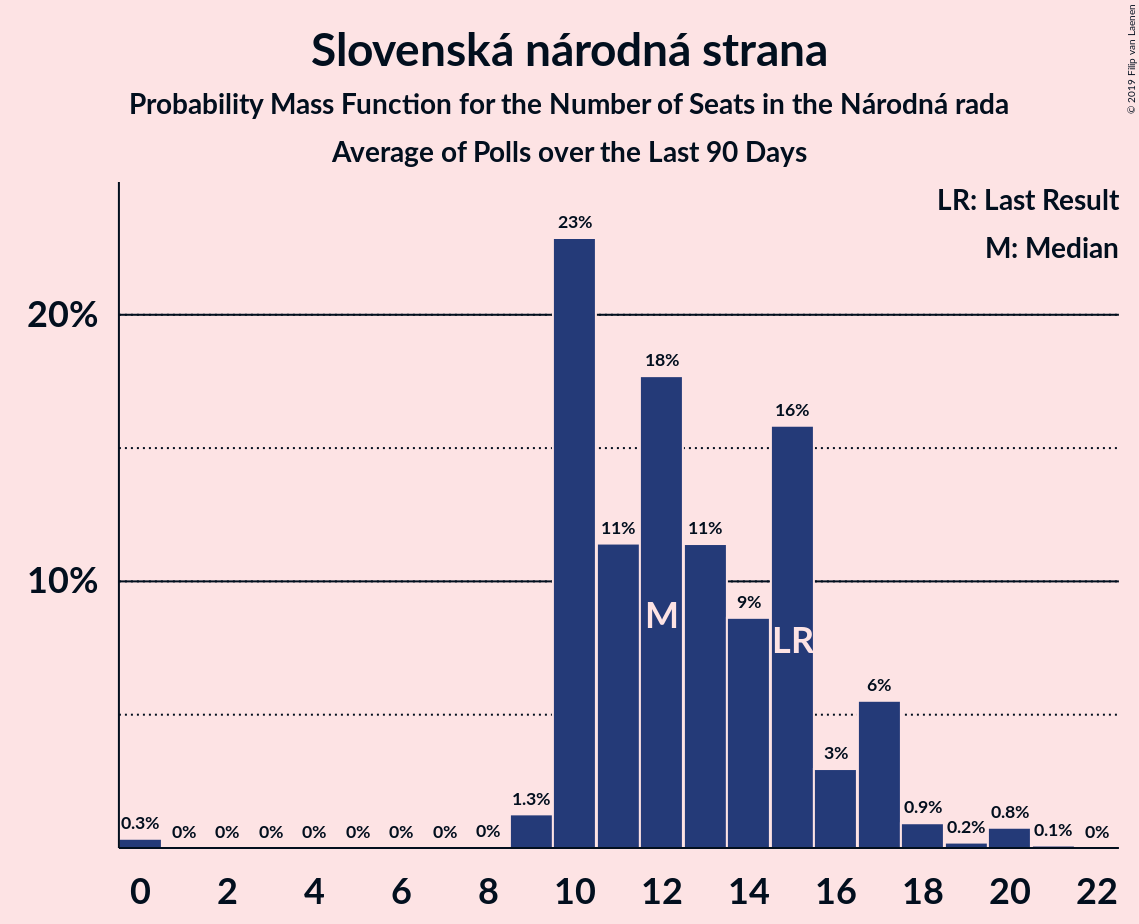 Slovenská národná strana
Probability Mass Function for the Number of Seats in the Národná rada
Average of Polls over the Last 90 Days
© 2019 Filip van Laenen
LR: Last Result
M: Median
23%
20%
18%
16%
11%
11%
10%
9%
M
LR
6%
3%
1.3%
0.9%
0.8%
0.3%
0%
0%
0%
0%
0%
0%
0%
0%
0.2%
0.1%
0%
0 2 4 6 8 10 12 14 16 18 20 22